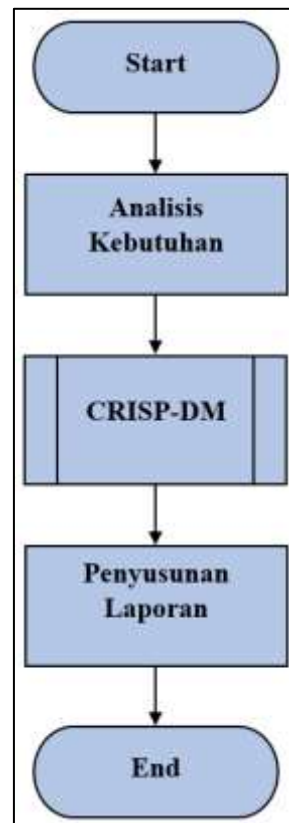 Start
Analisis
Kebutuhan
CRISP-DM
Penyusunan
Laporan
End